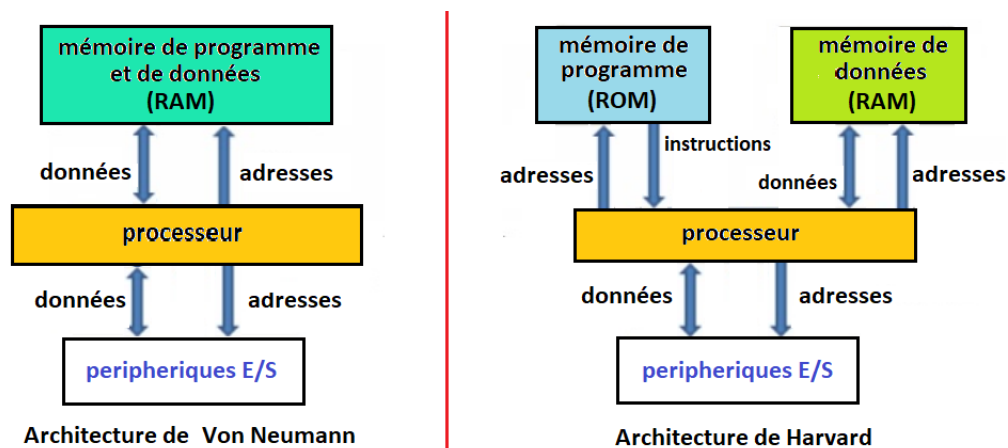 mémoire de programme
et de données
(RAM)
données
adresses
processeur
données
adresses
peripheriques E/S
Architecture de Von Neumann
mémoire de
programme
(ROM)
mémoire de
données
(RAM)
adresses
instructions
données
adresses
processeur
données
adresses
peripheriques E/S
Architecture de Harvard